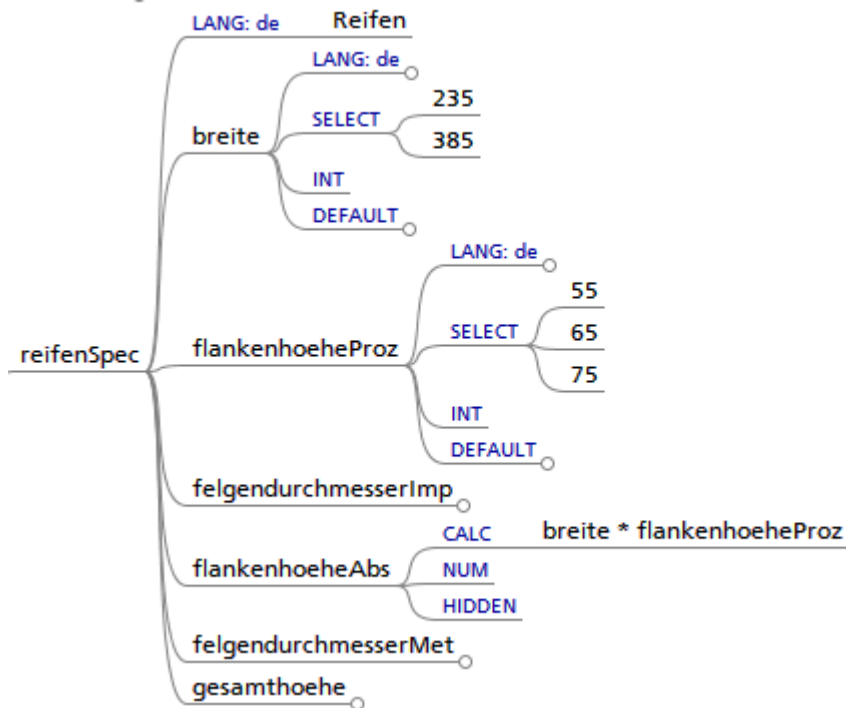 LANG: de Reifen
LANG: de
SELECT
235
385
breite
INT
DEFAULT
LANG: de
SELECT
55
65
75
reifenSpec
flankenhoeheProz
INT
DEFAULT
felgendurchmesserImp
CALC breite * flankenhoeheProz
flankenhoeheAbs
NUM
HIDDEN
felgendurchmesserMet
gesamthoehe